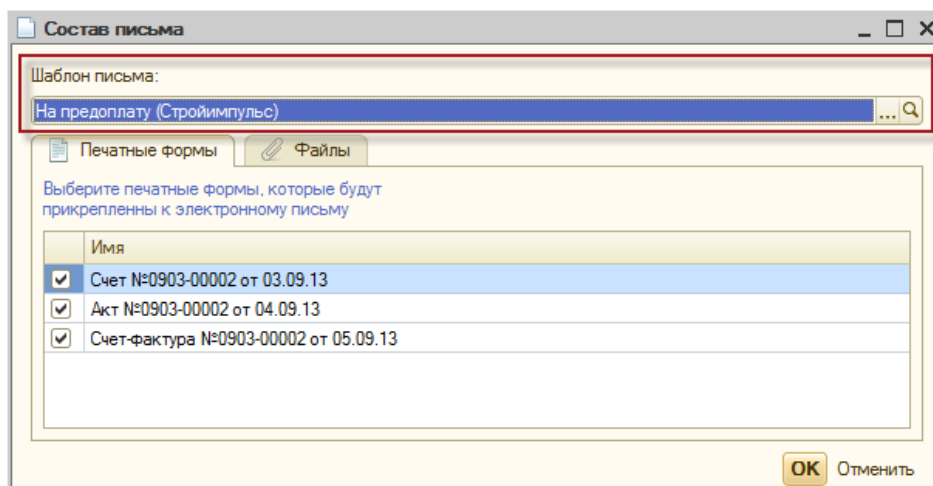 Состав письма
Шаблон письма:
На предоплату (Стройимпульс)
...
Печатные формы
Файлы
Выберите печатные формы, которые будут
прикрепленны к электронному письму
Имя
Счет №0903-00002 от 03.09.13
Акт №0903-00002 от 04.09.13
Счет-фактура №0903-00002 от 05.09.13
OK Отменить